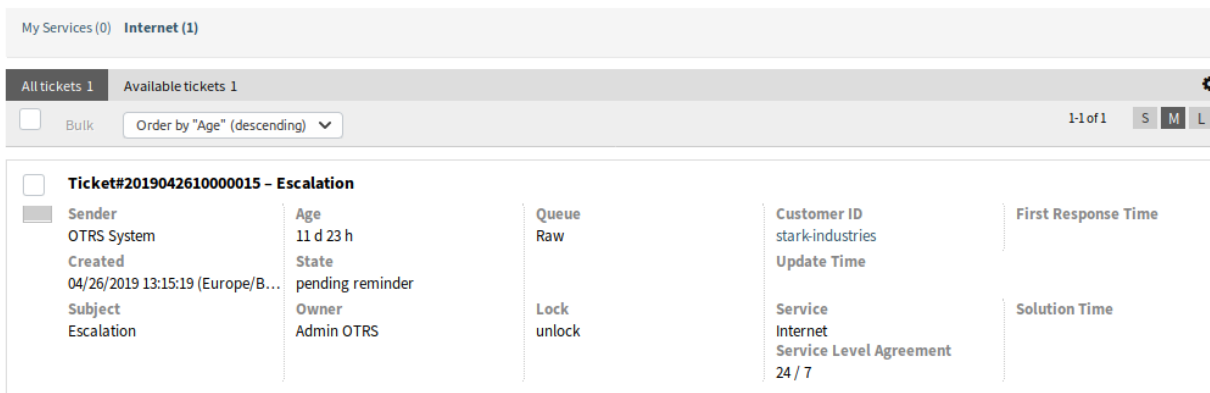 My Services (0) Internet (1)
All tickets 1 Available tickets 1
Bulk Order by "Age" (descending) 1-1 of 1 S M L
Ticket#2019042610000015 – Escalation
Sender Age Queue Customer ID First Response Time
OTRS System 11 d 23 h Raw stark-industries
Created State Update Time
04/26/2019 13:15:19 (Europe/B... pending reminder
Subject Owner Lock Service Solution Time
Escalation Admin OTRS unlock Internet
Service Level Agreement
24 / 7